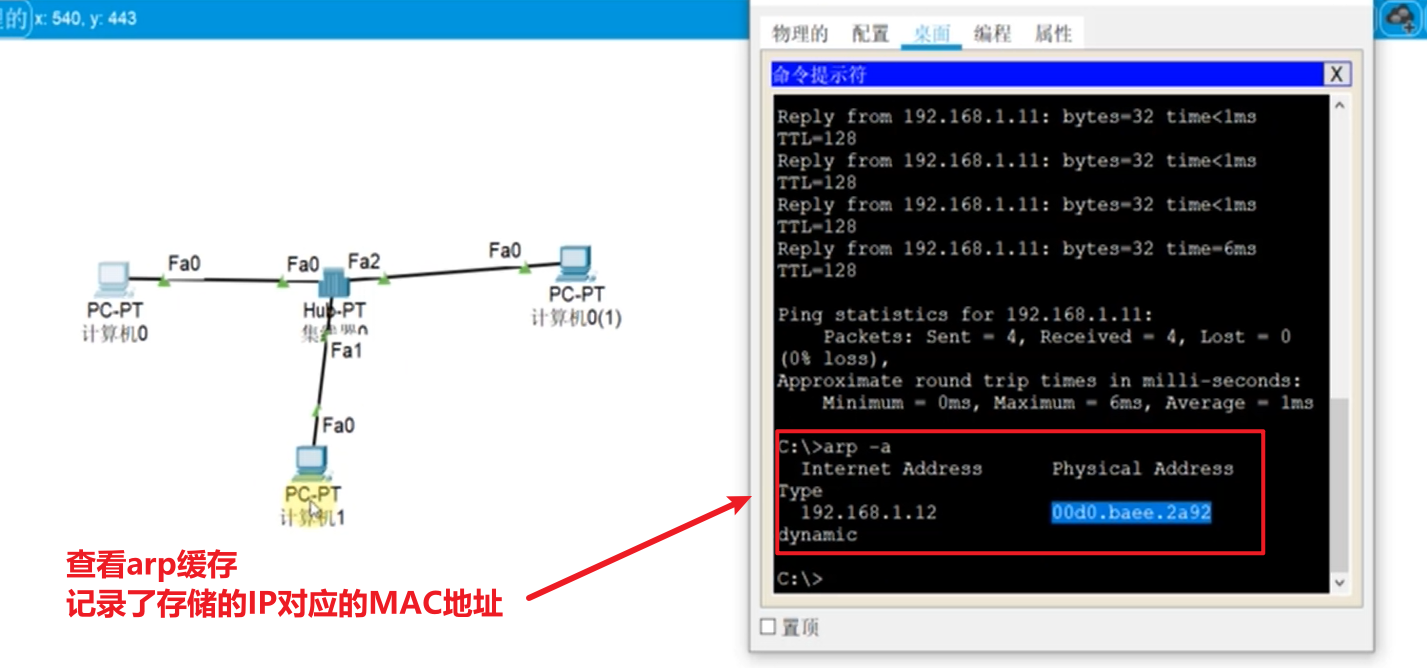 理的 x: 540, y: 443
物理的 配置 桌面 编程 属性
命令提示符 X
Reply from 192.168.1.11: bytes=32 time<1ms
TTL=128
Reply from 192.168.1.11: bytes=32 time<1ms
TTL=128
Reply from 192.168.1.11: bytes=32 time<1ms
TTL=128
Reply from 192.168.1.11: bytes=32 time=6ms
TTL=128
Ping statistics for 192.168.1.11:
Packets: Sent = 4, Received = 4, Lost = 0
(0% loss),
Approximate round trip times in milli-seconds:
Minimum = 0ms, Maximum = 6ms, Average = 1ms
C:\>arp -a
Internet Address Physical Address
Type
192.168.1.12 00d0.baee.2a92
dynamic
C:\>
置顶
Fa0 Fa0 Fa2 Fa0
PC-PT
计算机0
Hub-PT
集线器0
PC-PT
计算机0(1)
Fa1
Fa0
PC-PT
计算机1
查看arp缓存
记录了存储的IP对应的MAC地址